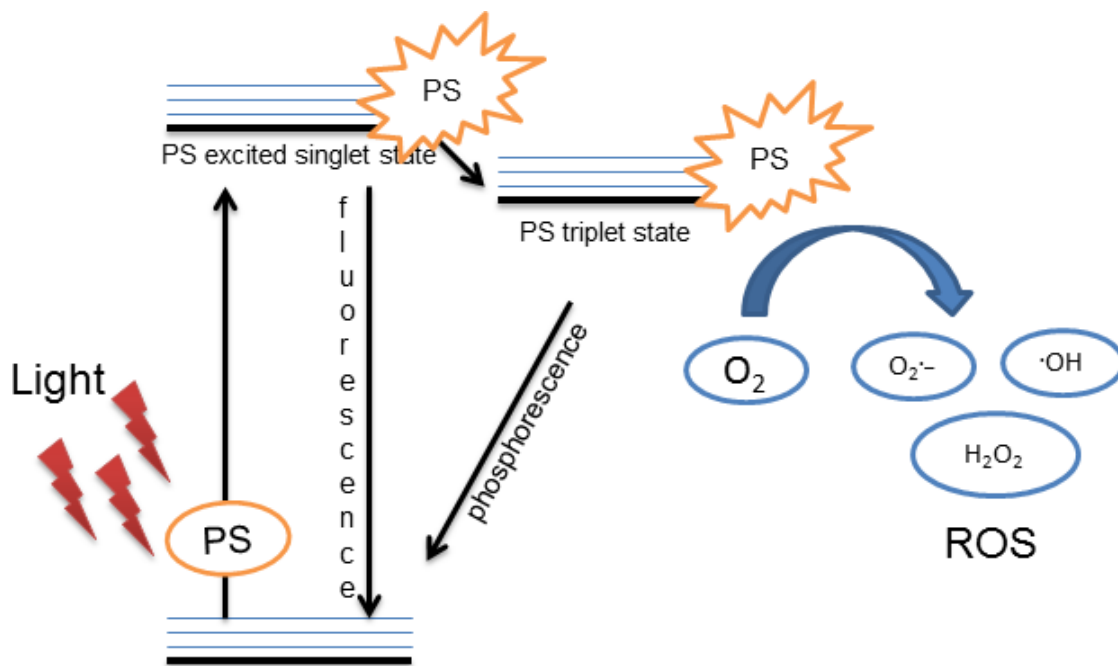 PS
PS excited singlet state
PS
PS triplet state
fluorescence
phosphorescence
Light
PS
O₂
O₂·–
·OH
H₂O₂
ROS